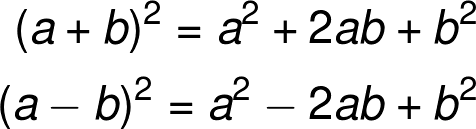 (a + b)² = a² + 2ab + b²
(a − b)² = a² − 2ab + b²